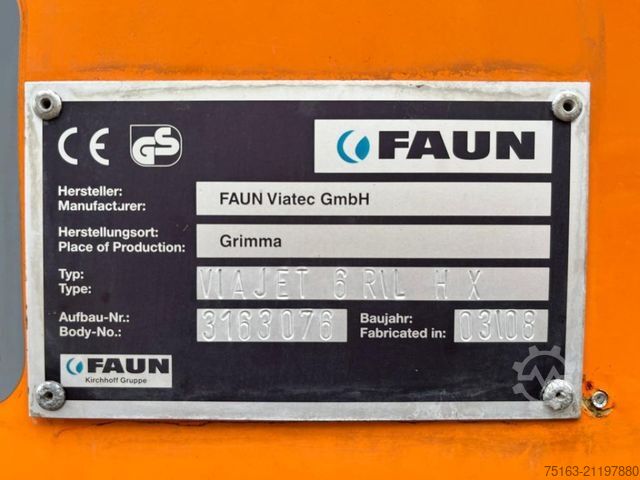 CE GS
FAUN
Hersteller:
Manufacturer:
FAUN Viatec GmbH
Herstellungsort:
Place of Production:
Grimma
Typ:
Type:
VIAJET 6 R\L H X
Aufbau-Nr.:
Body-No.:
3163076
Baujahr:
Fabricated in:
03\08
FAUN
Kirchhoff Gruppe
75163-21197880